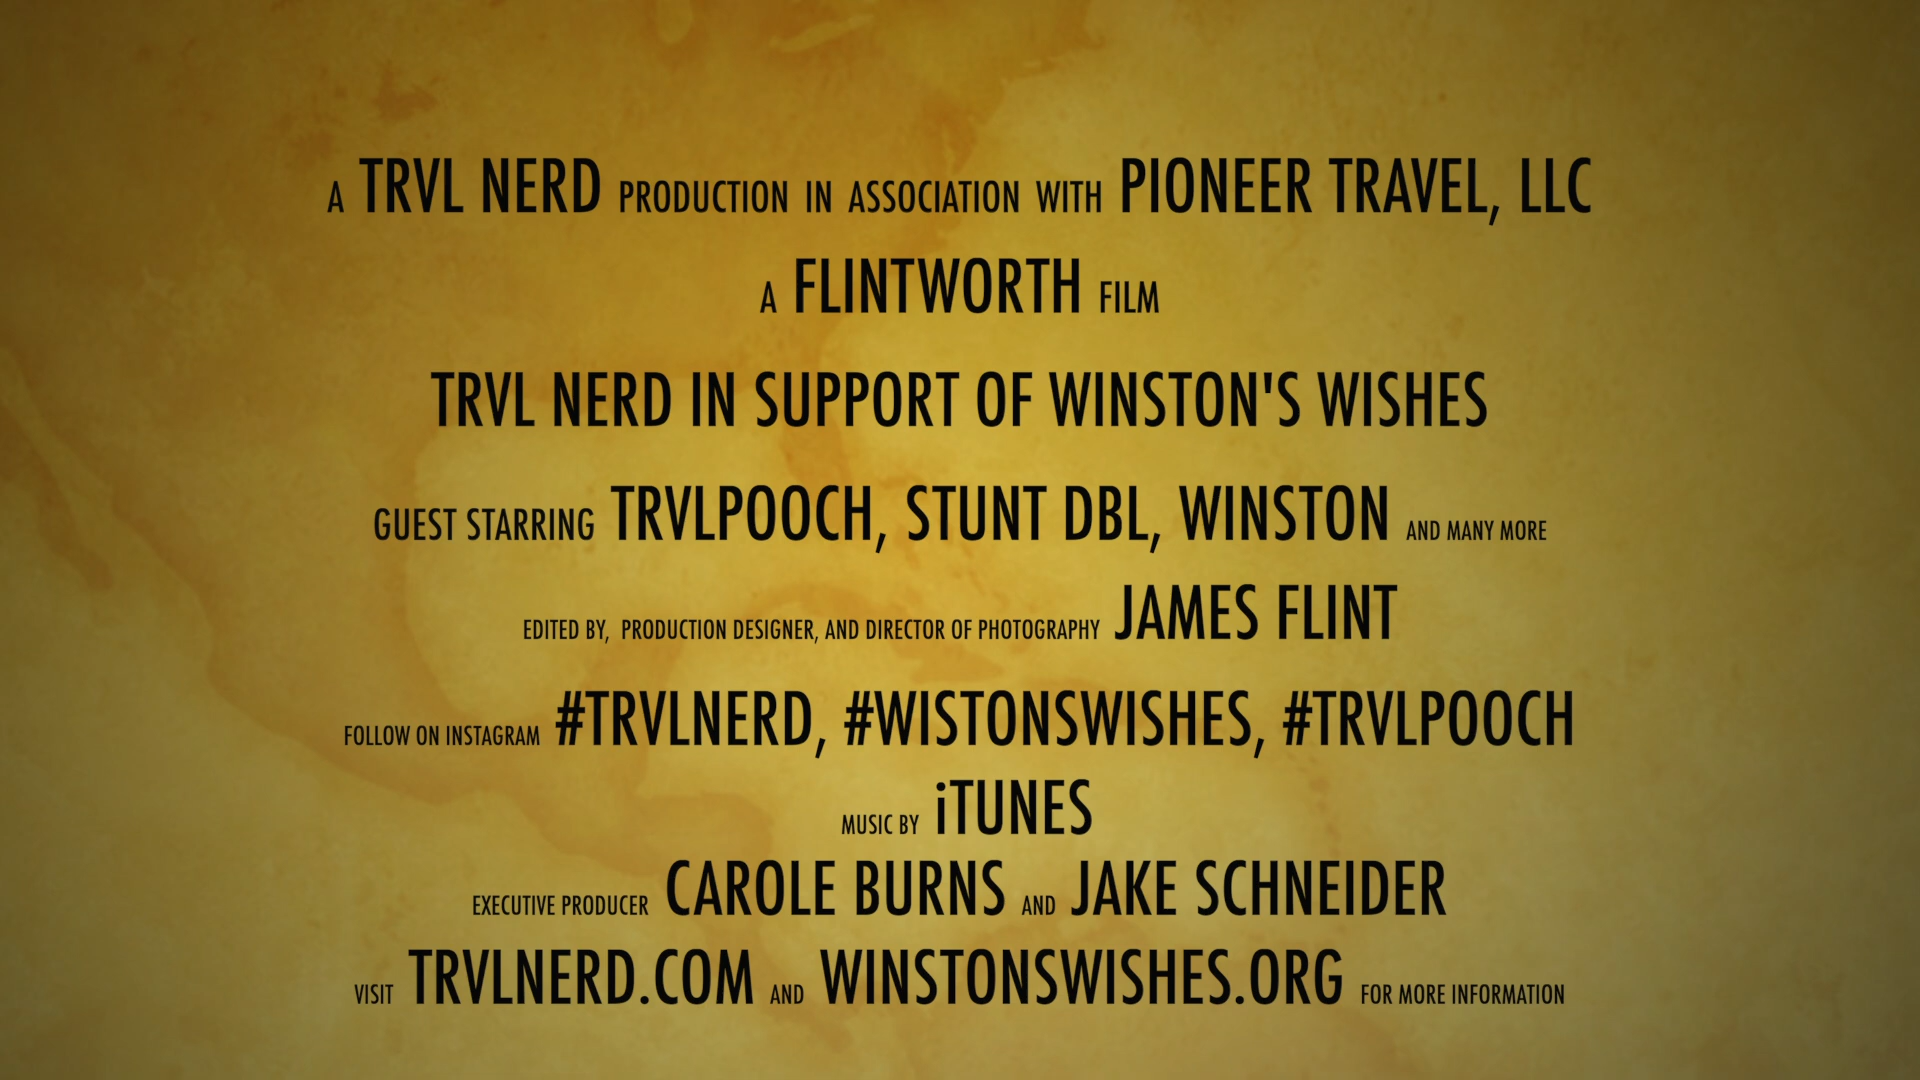 A TRVL NERD PRODUCTION IN ASSOCIATION WITH PIONEER TRAVEL, LLC
A FLINTWORTH FILM
TRVL NERD IN SUPPORT OF WINSTON'S WISHES
GUEST STARRING TRVLPOOCH, STUNT DBL, WINSTON AND MANY MORE
EDITED BY, PRODUCTION DESIGNER, AND DIRECTOR OF PHOTOGRAPHY JAMES FLINT
FOLLOW ON INSTAGRAM #TRVLNERD, #WISTONSWISHES, #TRVLPOOCH
MUSIC BY iTUNES
EXECUTIVE PRODUCER CAROLE BURNS AND JAKE SCHNEIDER
VISIT TRVLNERD.COM AND WINSTONSWISHES.ORG FOR MORE INFORMATION